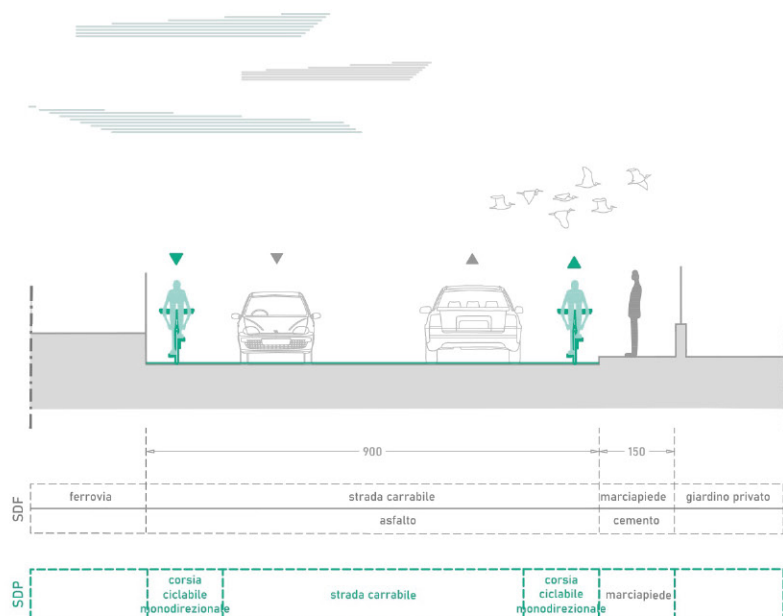 900
150
SDF
ferrovia
strada carrabile
marciapiede
giardino privato
asfalto
cemento
SDP
corsia
ciclabile
monodirezionale
strada carrabile
corsia
ciclabile
monodirezionale
marciapiede